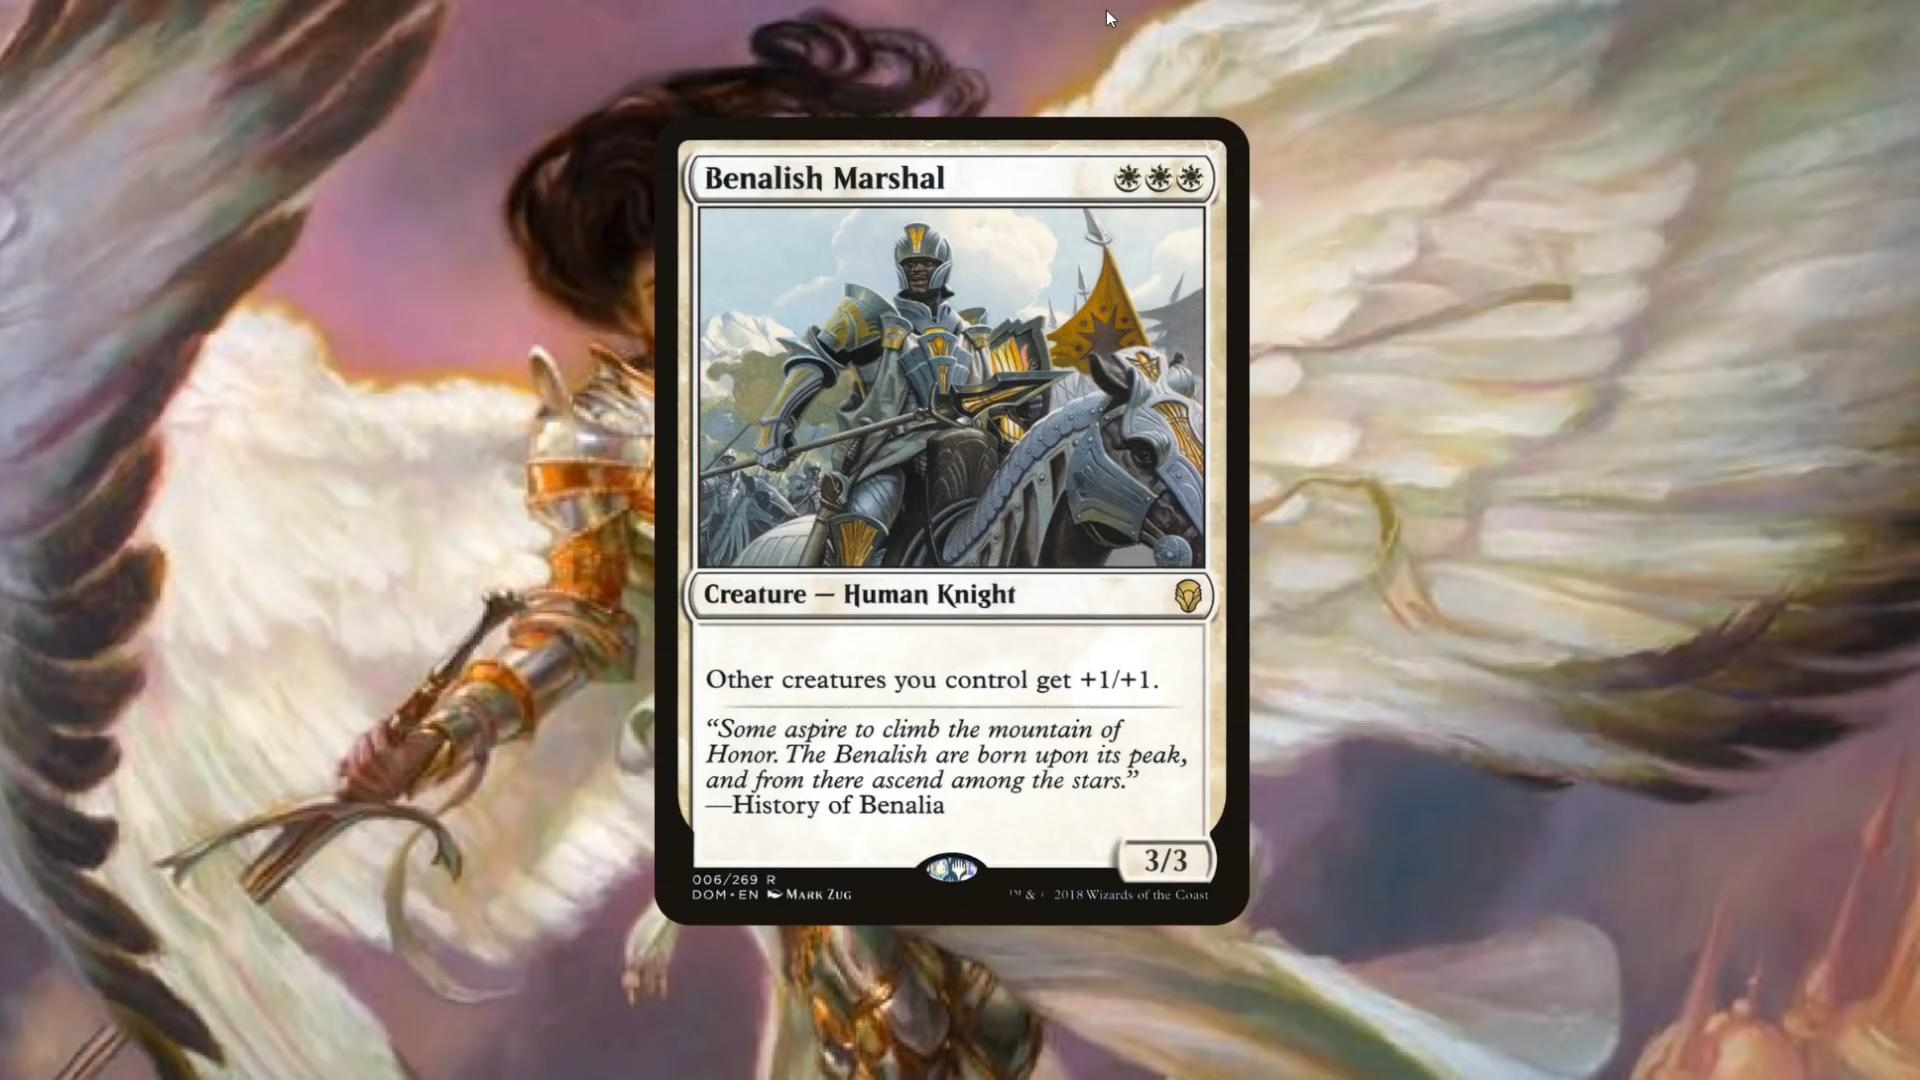 Benalish Marshal
Creature — Human Knight
Other creatures you control get +1/+1.
“Some aspire to climb the mountain of
Honor. The Benalish are born upon its peak,
and from there ascend among the stars.”
—History of Benalia
3/3
006/269 R
DOM • EN Mark Zug
™ & © 2018 Wizards of the Coast